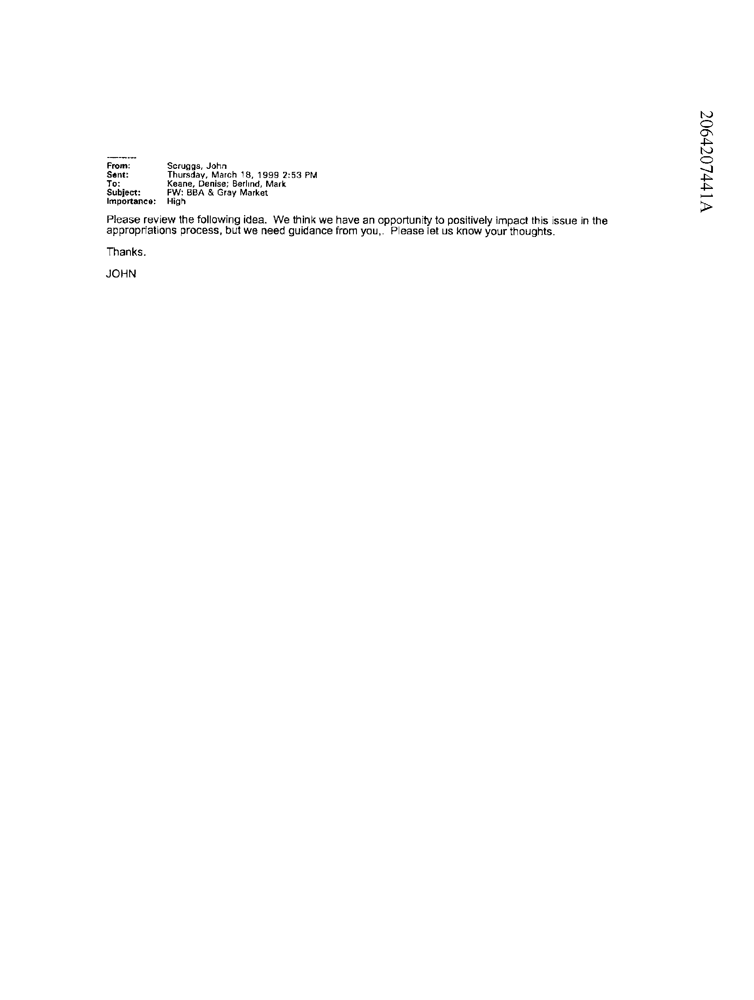 ----------
From: Scruggs, John
Sent: Thursday, March 18, 1999 2:53 PM
To: Keane, Denise; Berlind, Mark
Subject: FW: BBA & Gray Market
Importance: High
Please review the following idea. We think we have an opportunity to positively impact this issue in the
appropriations process, but we need guidance from you,. Please let us know your thoughts.
Thanks.
JOHN
2064207441A